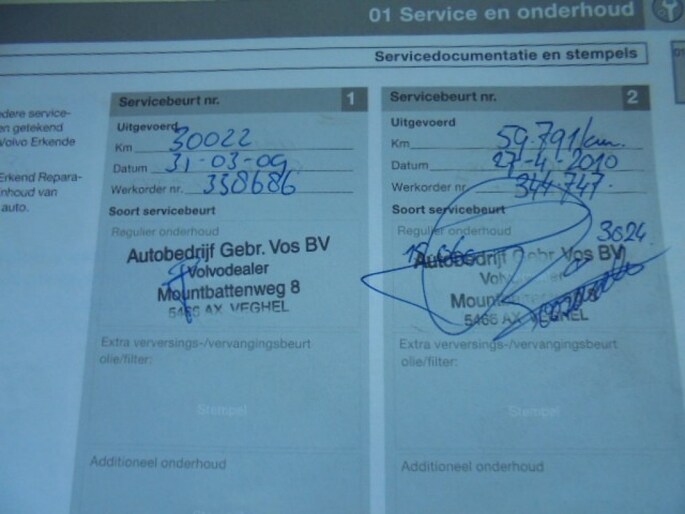 01 Service en onderhoud
Servicedocumentatie en stempels
service-
en getekend
Volvo Erkende
Erkend Repara-
nhoud van
auto.
Servicebeurt nr. 1
Uitgevoerd
Km 30022
Datum 31-03-09
Werkorder nr. 338686
Soort servicebeurt
Regulier onderhoud
Autobedrijf Gebr. Vos BV
Volvodealer
Mountbattenweg 8
5466 AX VEGHEL
Extra verversings-/vervangingsbeurt
olie/filter:
Stempel
Additioneel onderhoud
Servicebeurt nr. 2
Uitgevoerd
Km 59.791/km.
Datum 27-4-2010
Werkorder nr. 344747.
Soort servicebeurt
Regulier onderhoud
3024
Autobedrijf Gebr. Vos BV
5466 AX VEGHEL
Extra verversings-/vervangingsbeurt
olie/filter:
Stempel
Additioneel onderhoud